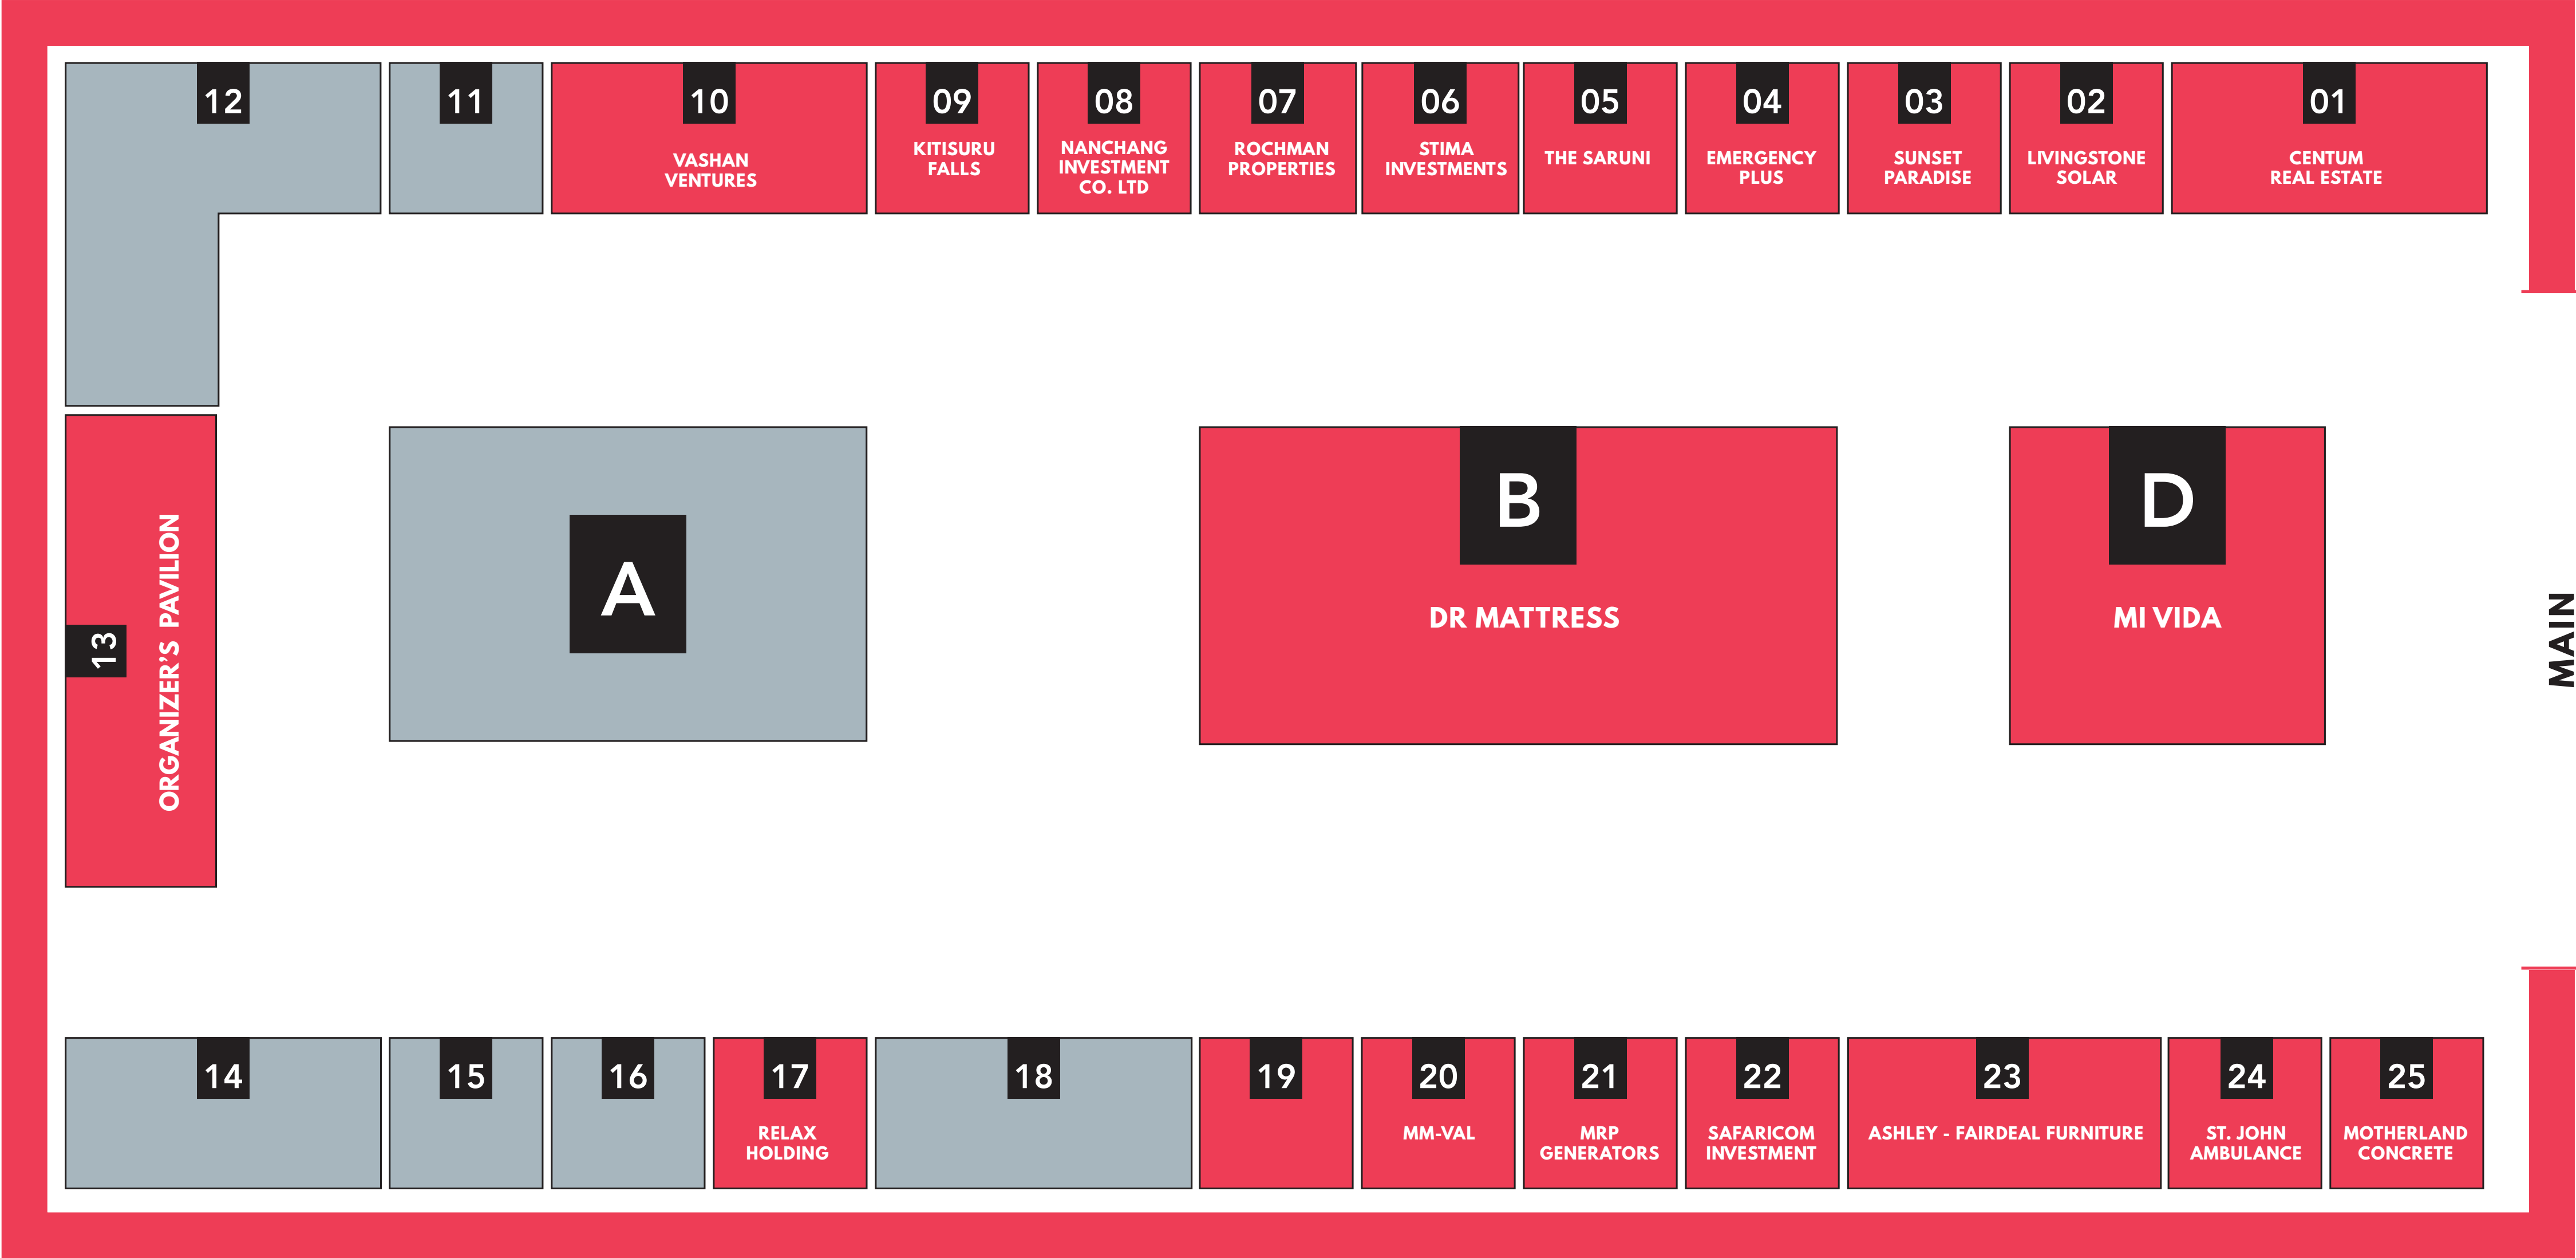 12
11
10
VASHAN
VENTURES
09
KITISURU
FALLS
08
NANCHANG
INVESTMENT
CO. LTD
07
ROCHMAN
PROPERTIES
06
STIMA
INVESTMENTS
05
THE SARUNI
04
EMERGENCY
PLUS
03
SUNSET
PARADISE
02
LIVINGSTONE
SOLAR
01
CENTUM
REAL ESTATE
13
ORGANIZER'S PAVILION
A
B
DR MATTRESS
D
MI VIDA
MAIN
14
15
16
17
RELAX
HOLDING
18
19
20
MM-VAL
21
MRP
GENERATORS
22
SAFARICOM
INVESTMENT
23
ASHLEY - FAIRDEAL FURNITURE
24
ST. JOHN
AMBULANCE
25
MOTHERLAND
CONCRETE